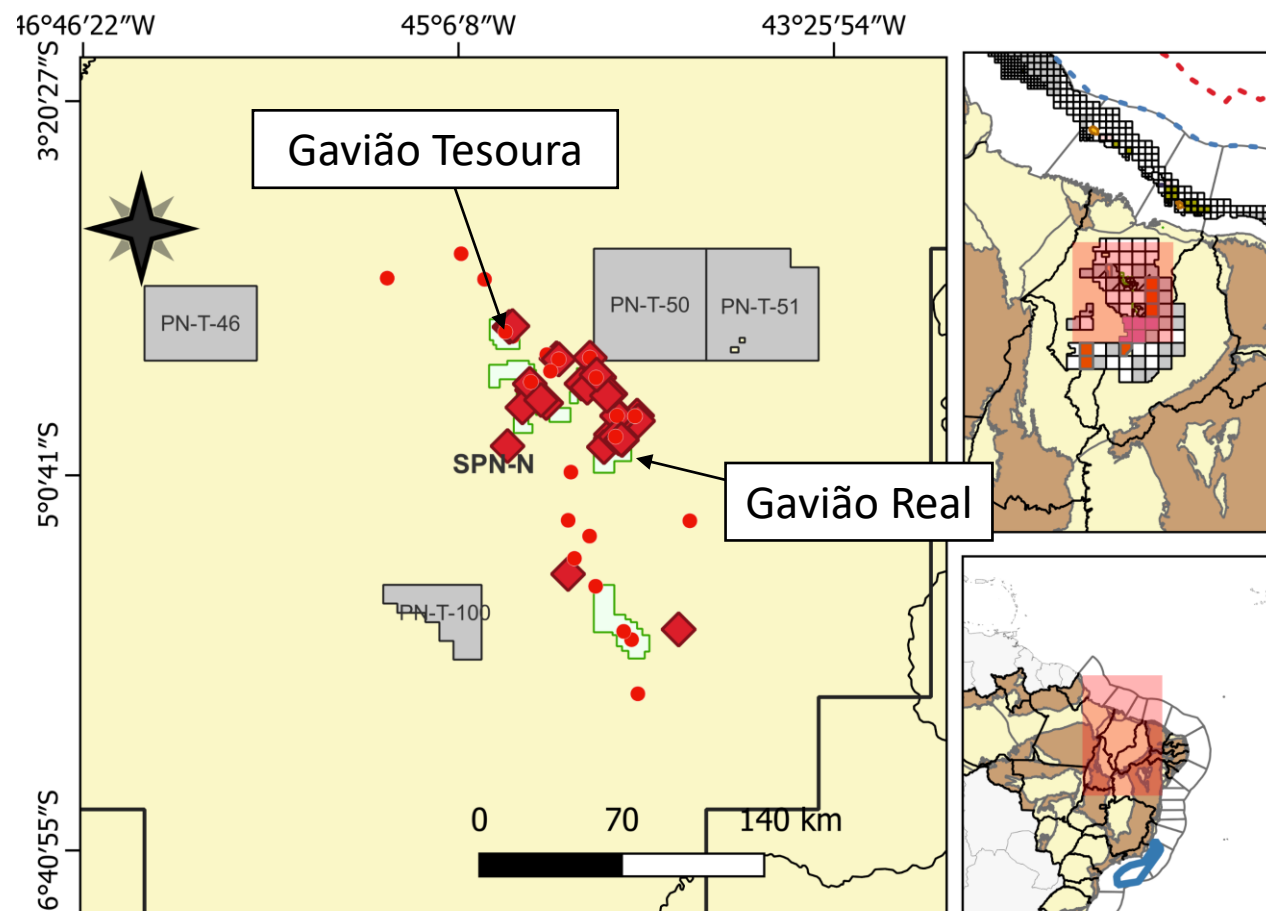 46°46′22″W
45°6′8″W
43°25′54″W
3°20′27″S
Gavião Tesoura
PN-T-46
PN-T-50
PN-T-51
5°0′41″S
SPN-N
Gavião Real
PN-T-100
6°40′55″S
0 70 140 km